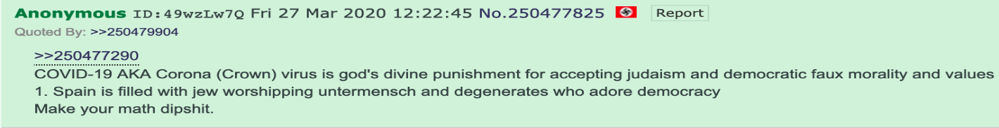 Anonymous ID:49wzLw7Q Fri 27 Mar 2020 12:22:45 No.250477825 Report
Quoted By: >>250479904
>>250477290
COVID-19 AKA Corona (Crown) virus is god's divine punishment for accepting judaism and democratic faux morality and values
1. Spain is filled with jew worshipping untermensch and degenerates who adore democracy
Make your math dipshit.